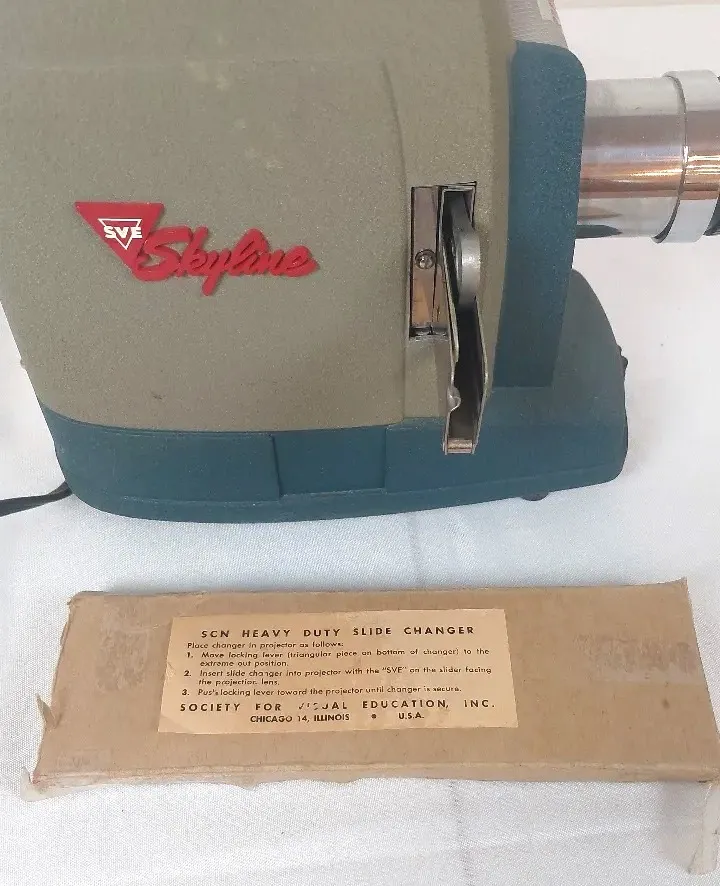 SVE
Skyline
SCN HEAVY DUTY SLIDE CHANGER
Place changer in projector as follows:
1. Move locking lever (triangular piece on bottom of changer) to the
extreme out position.
2. Insert slide changer into projector with the "SVE" on the slider facing
the projection lens.
3. Push locking lever toward the projector until changer is secure.
SOCIETY FOR VISUAL EDUCATION, INC.
CHICAGO 14, ILLINOIS • U.S.A.